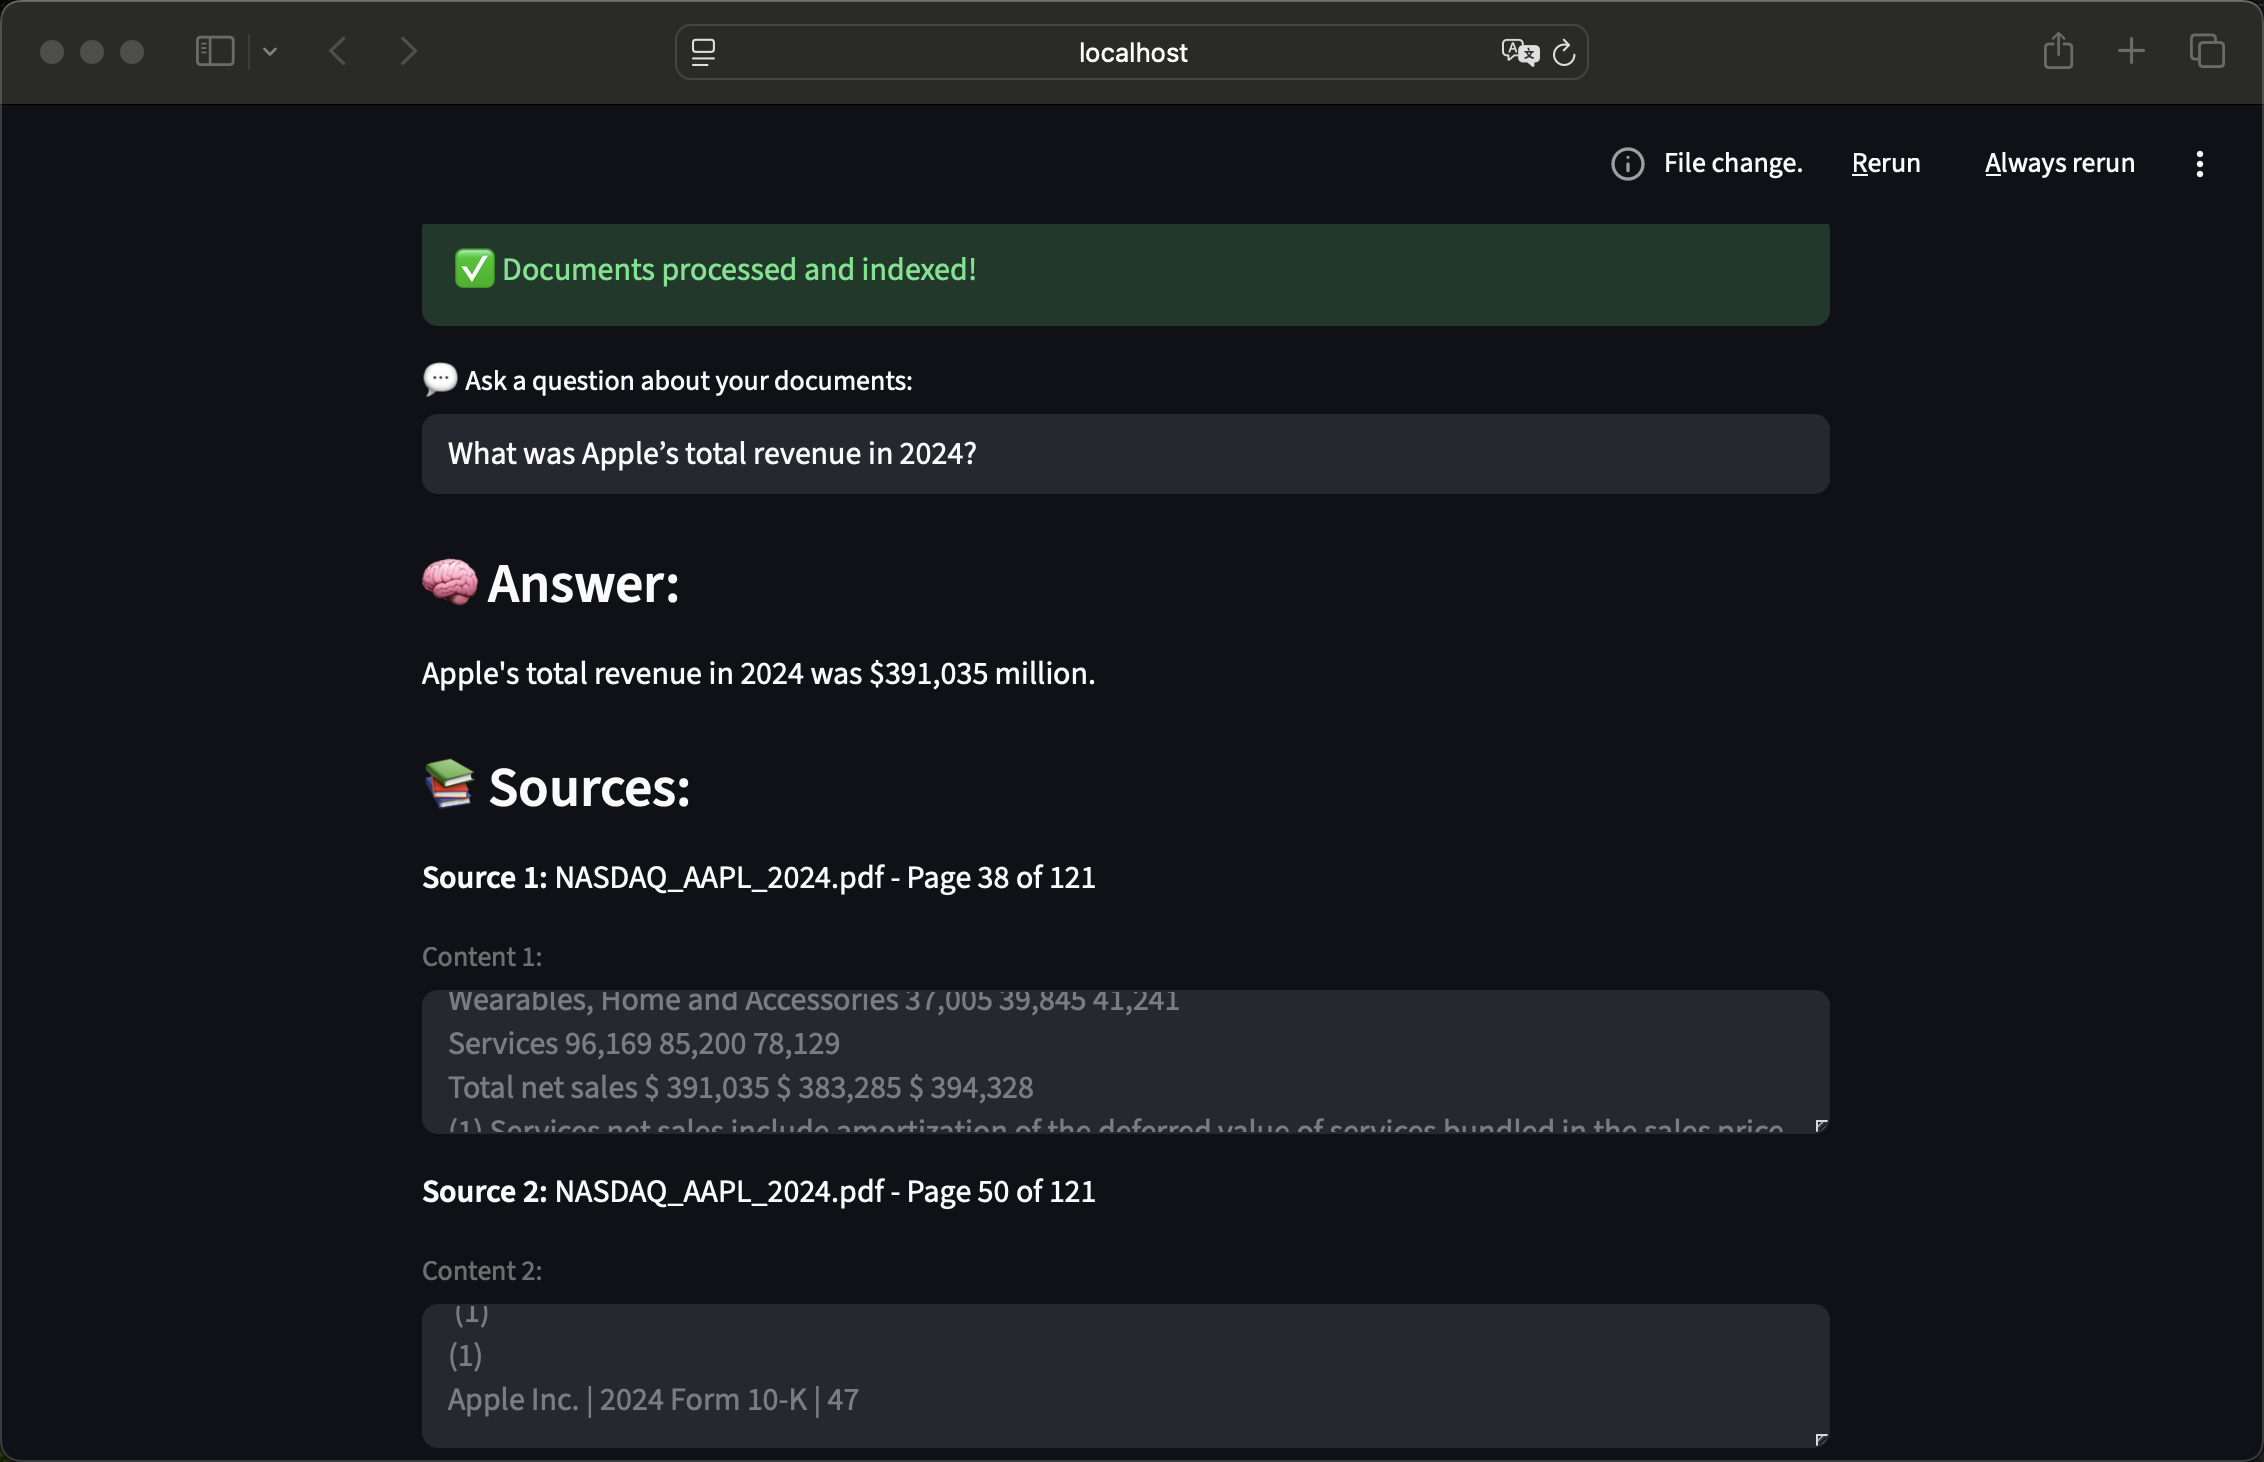 localhost
File change. Rerun Always rerun
✅ Documents processed and indexed!
💬 Ask a question about your documents:
What was Apple’s total revenue in 2024?
🧠 Answer:
Apple's total revenue in 2024 was $391,035 million.
📚 Sources:
Source 1: NASDAQ_AAPL_2024.pdf - Page 38 of 121
Content 1:
Wearables, Home and Accessories 37,005 39,845 41,241
Services 96,169 85,200 78,129
Total net sales $ 391,035 $ 383,285 $ 394,328
(1) Services net sales include amortization of the deferred value of services bundled in the sales price
Source 2: NASDAQ_AAPL_2024.pdf - Page 50 of 121
Content 2:
(1)
(1)
Apple Inc. | 2024 Form 10-K | 47